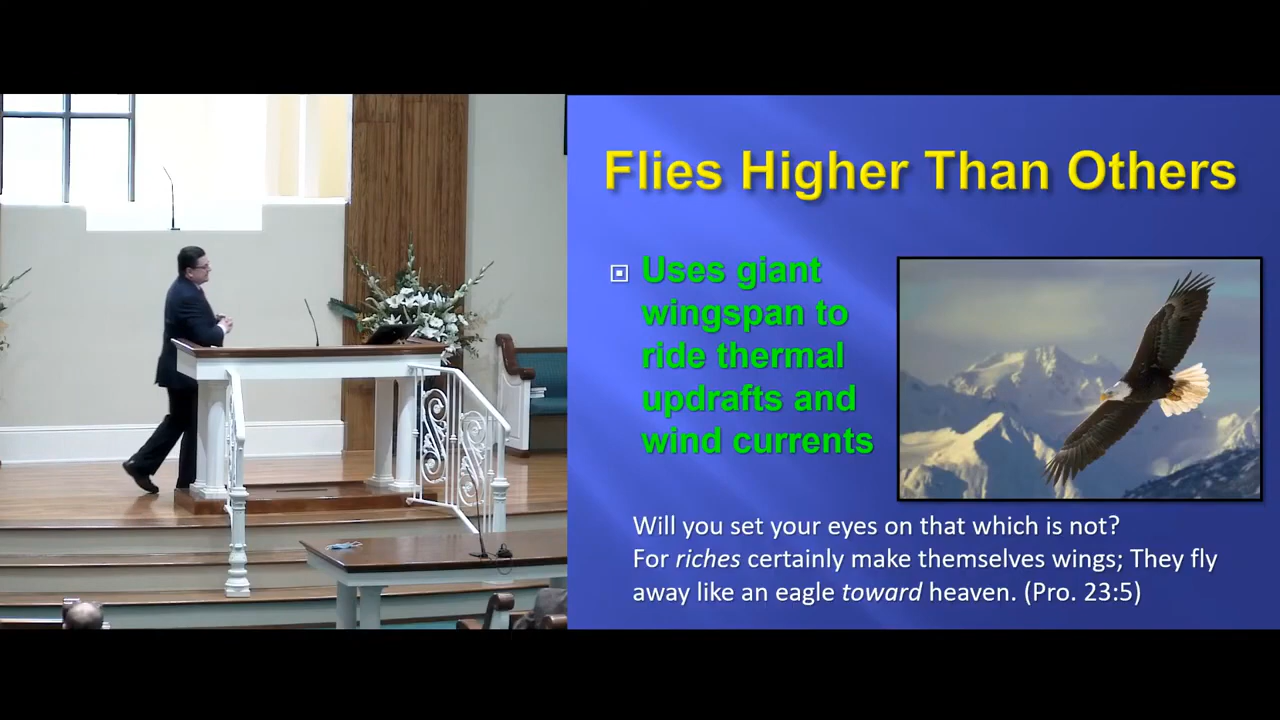 Flies Higher Than Others
Uses giant
wingspan to
ride thermal
updrafts and
wind currents
Will you set your eyes on that which is not?
For riches certainly make themselves wings; They fly
away like an eagle toward heaven. (Pro. 23:5)